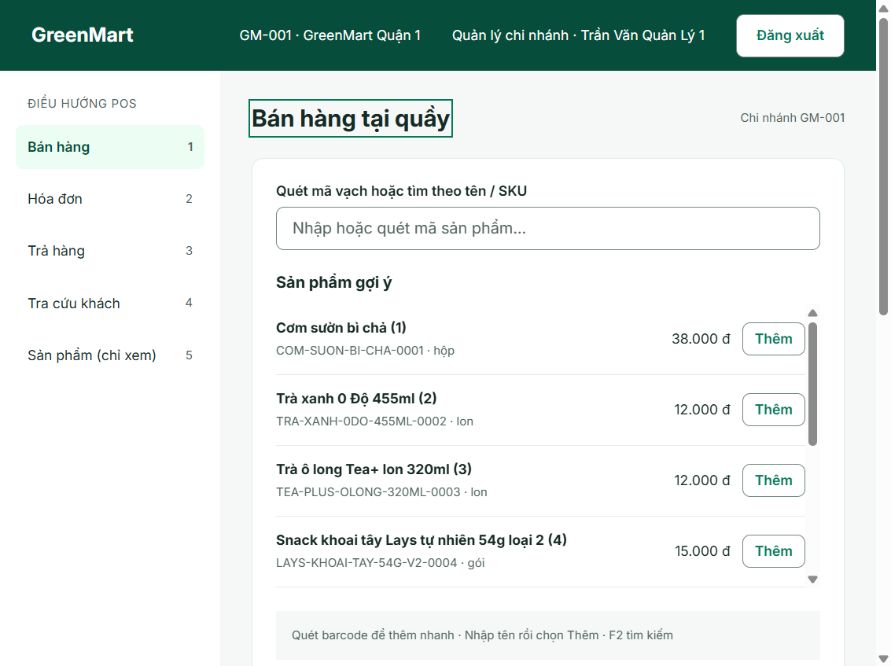 GreenMart
GM-001 · GreenMart Quận 1
Quản lý chi nhánh · Trần Văn Quản Lý 1
Đăng xuất
ĐIỀU HƯỚNG POS
Bán hàng 1
Hóa đơn 2
Trả hàng 3
Tra cứu khách 4
Sản phẩm (chỉ xem) 5
Bán hàng tại quầy
Chi nhánh GM-001
Quét mã vạch hoặc tìm theo tên / SKU
Nhập hoặc quét mã sản phẩm...
Sản phẩm gợi ý
Cơm sườn bì chả (1)
COM-SUON-BI-CHA-0001 · hộp
38.000 đ Thêm
Trà xanh 0 Độ 455ml (2)
TRA-XANH-0DO-455ML-0002 · lon
12.000 đ Thêm
Trà ô long Tea+ lon 320ml (3)
TEA-PLUS-OLONG-320ML-0003 · lon
12.000 đ Thêm
Snack khoai tây Lays tự nhiên 54g loại 2 (4)
LAYS-KHOAI-TAY-54G-V2-0004 · gói
15.000 đ Thêm
Quét barcode để thêm nhanh · Nhập tên rồi chọn Thêm · F2 tìm kiếm